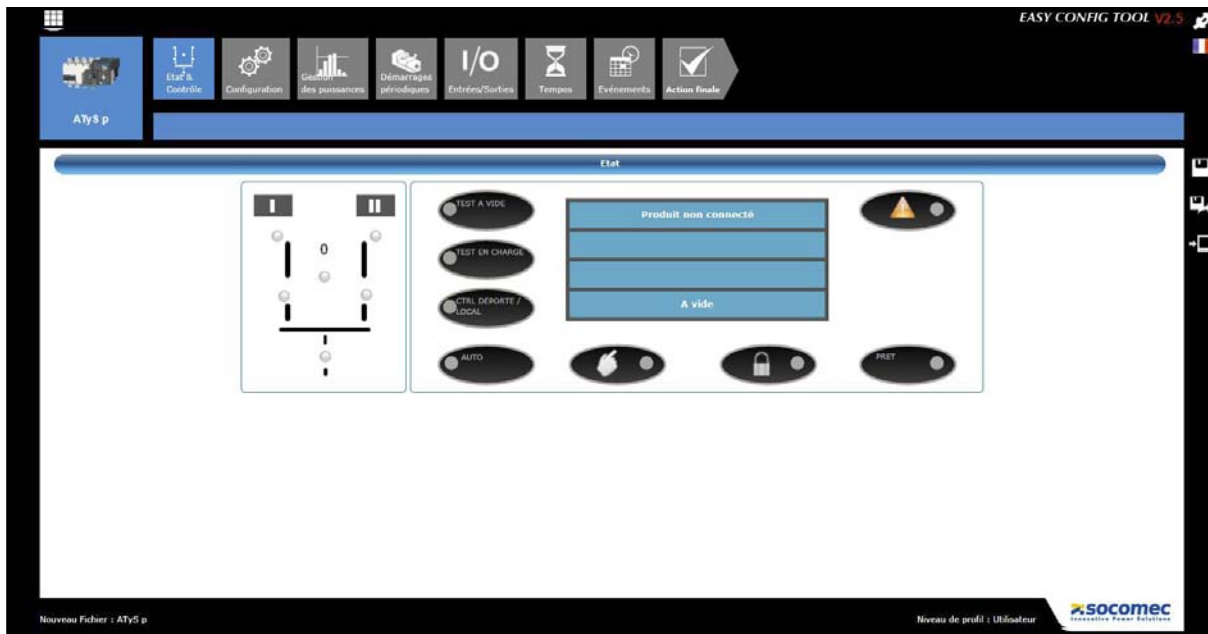 EASY CONFIG TOOL V2.5
Etat & Contrôle
Configuration
Gestion des puissances
Démarrages périodiques
I/O
Entrées/Sorties
Tempos
Evénements
Action finale
ATyS p
Etat
I
II
0
TEST A VIDE
TEST EN CHARGE
CTRL DEPORTE / LOCAL
AUTO
Produit non connecté
A vide
PRET
Nouveau Fichier : ATyS p
Niveau de profil : Utilisateur
socomec
Innovative Power Solutions